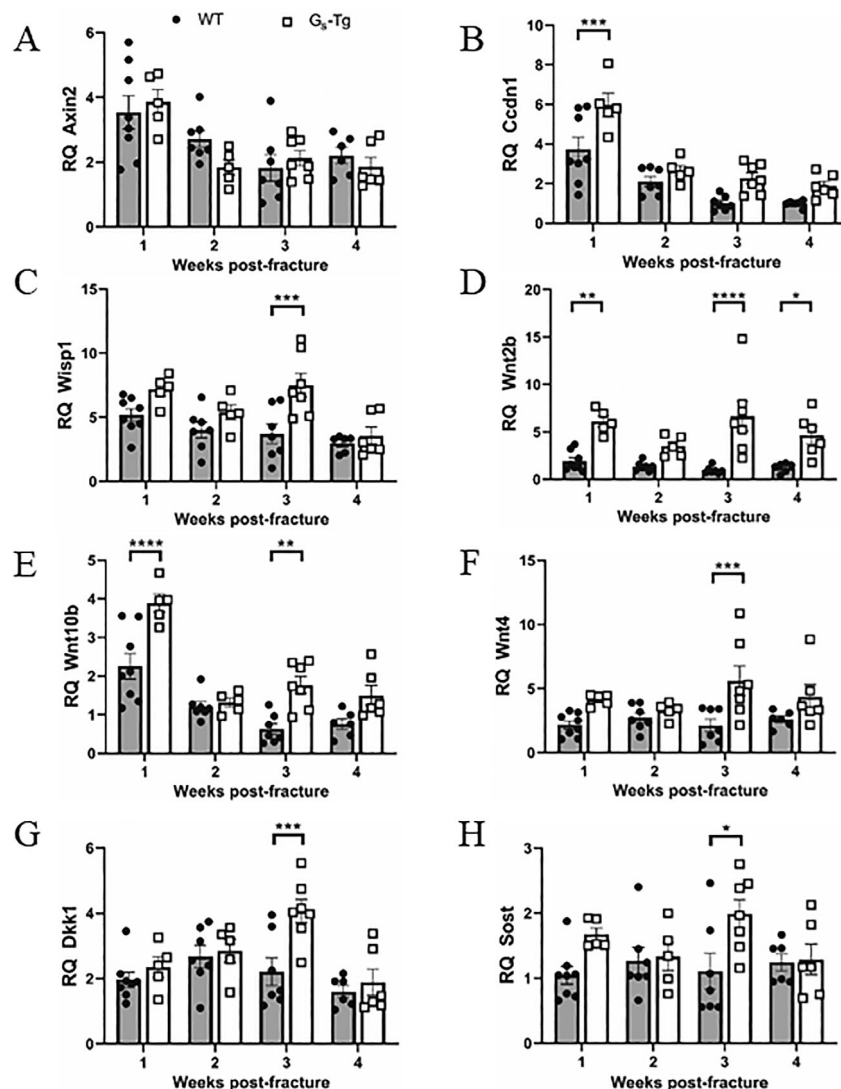 WT Gs-Tg
A
RQ Axin2
6
4
2
0
1 2 3 4
Weeks post-fracture
B
***
RQ Ccdn1
10
8
6
4
2
0
1 2 3 4
Weeks post-fracture
C
***
RQ Wisp1
15
10
5
0
1 2 3 4
Weeks post-fracture
D
** **** *
RQ Wnt2b
20
15
10
5
0
1 2 3 4
Weeks post-fracture
E
**** **
RQ Wnt10b
5
4
3
2
1
0
1 2 3 4
Weeks post-fracture
F
***
RQ Wnt4
15
10
5
0
1 2 3 4
Weeks post-fracture
G
***
RQ Dkk1
6
4
2
0
1 2 3 4
Weeks post-fracture
H
*
RQ Sost
3
2
1
0
1 2 3 4
Weeks post-fracture